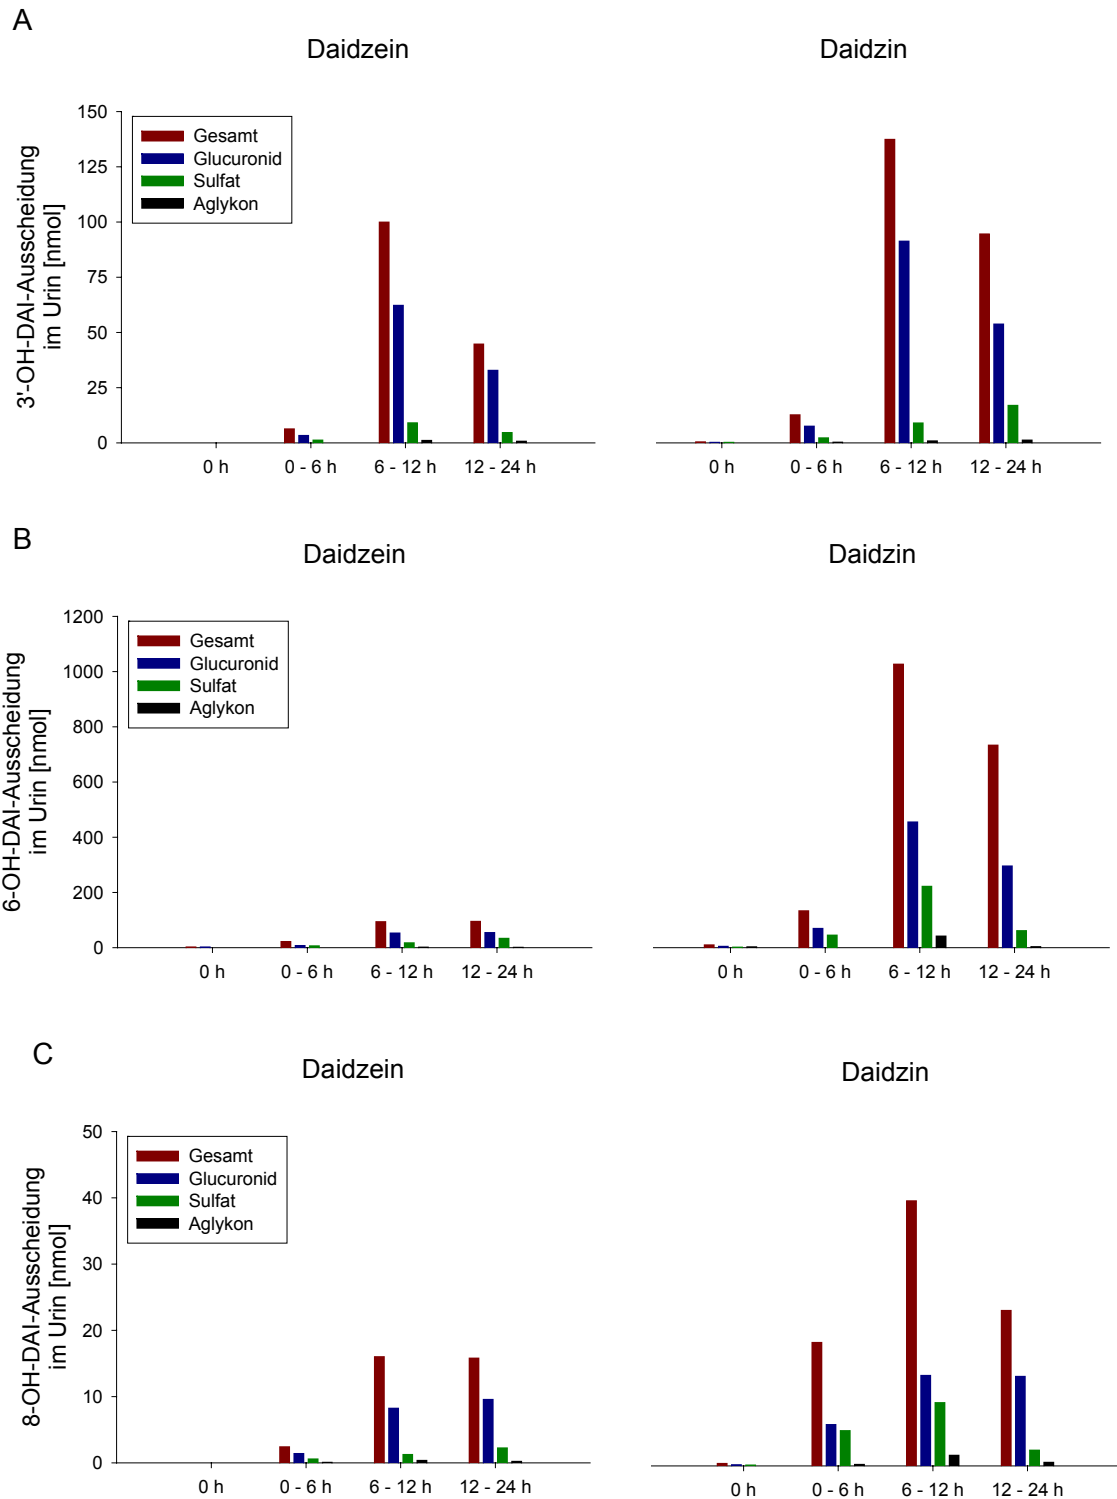 A
Daidzein
Daidzin
3'-OH-DAI-Ausscheidung
im Urin [nmol]
150
125
100
75
50
25
0
Gesamt
Glucuronid
Sulfat
Aglykon
0 h
0 - 6 h
6 - 12 h
12 - 24 h
0 h
0 - 6 h
6 - 12 h
12 - 24 h
B
Daidzein
Daidzin
6-OH-DAI-Ausscheidung
im Urin [nmol]
1200
1000
800
600
400
200
0
Gesamt
Glucuronid
Sulfat
Aglykon
0 h
0 - 6 h
6 - 12 h
12 - 24 h
0 h
0 - 6 h
6 - 12 h
12 - 24 h
C
Daidzein
Daidzin
8-OH-DAI-Ausscheidung
im Urin [nmol]
50
40
30
20
10
0
Gesamt
Glucuronid
Sulfat
Aglykon
0 h
0 - 6 h
6 - 12 h
12 - 24 h
0 h
0 - 6 h
6 - 12 h
12 - 24 h